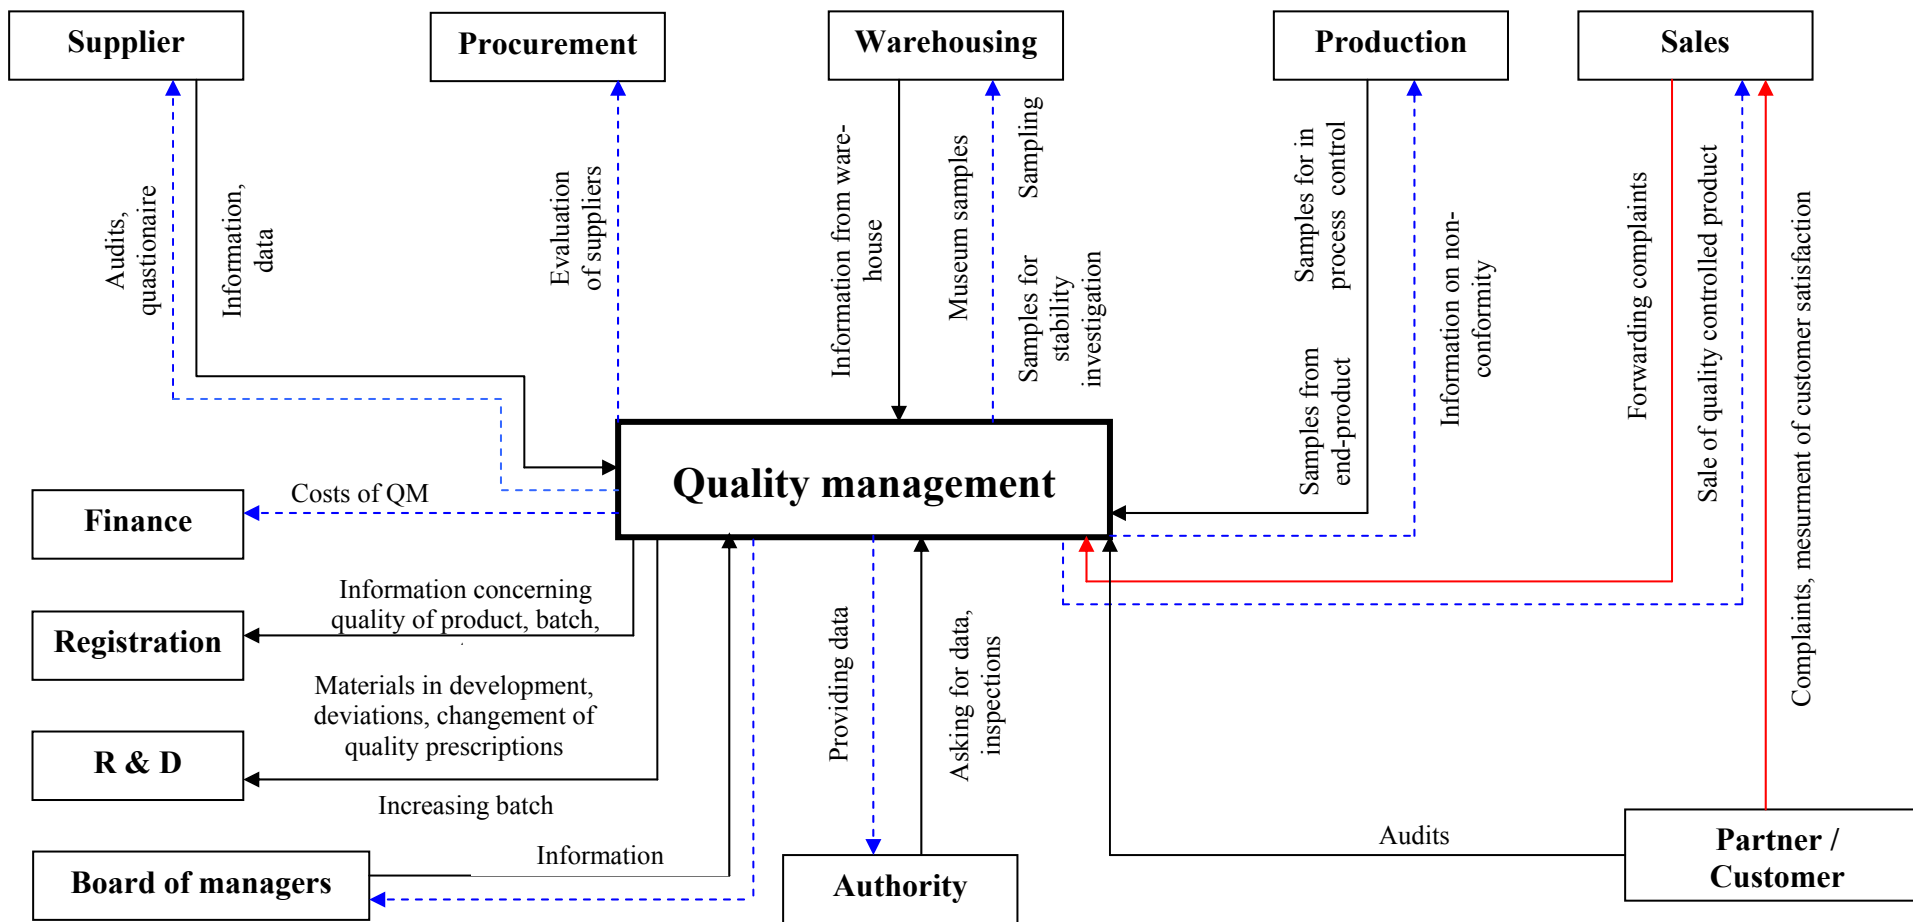 Supplier
Procurement
Warehousing
Production
Sales
Audits,
quastionaire
Information,
data
Evaluation
of suppliers
Information from ware-
house
Museum samples
Sampling
Samples for
stability
investigation
Samples for in
process control
Samples from
end-product
Information on non-
conformity
Forwarding complaints
Sale of quality controlled product
Complaints, mesurment of customer satisfaction
Quality management
Costs of QM
Finance
Information concerning
quality of product, batch,
Registration
Materials in development,
deviations, changement of
quality prescriptions
R & D
Increasing batch
Information
Board of managers
Providing data
Asking for data,
inspections
Authority
Audits
Partner /
Customer